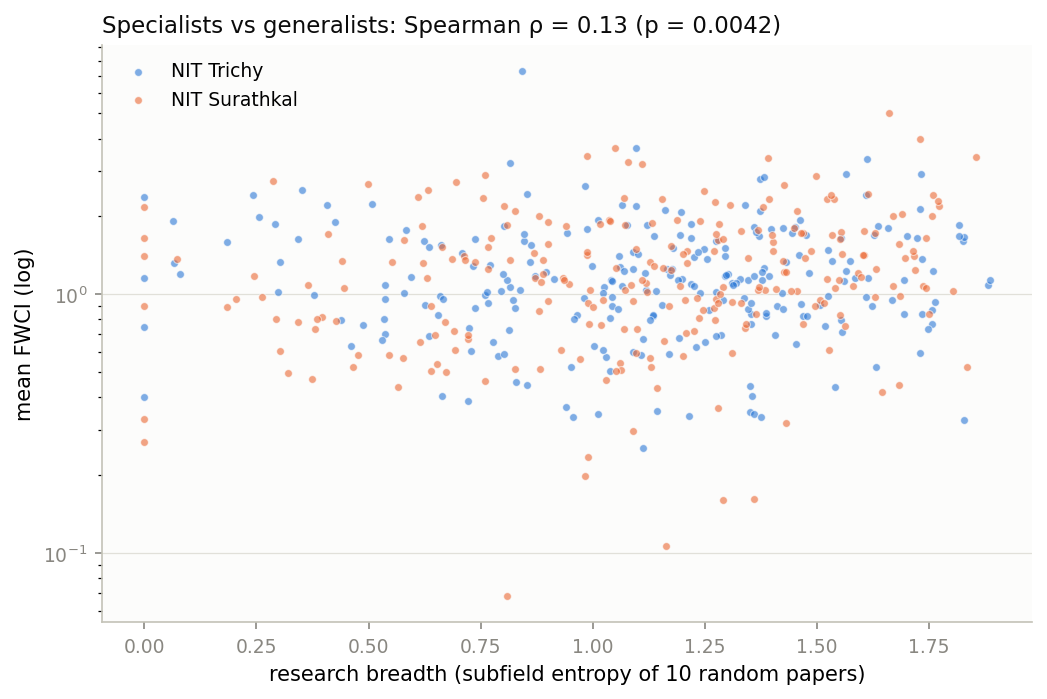 Specialists vs generalists: Spearman ρ = 0.13 (p = 0.0042)
NIT Trichy
NIT Surathkal
mean FWCI (log)
10⁰
10⁻¹
0.00 0.25 0.50 0.75 1.00 1.25 1.50 1.75
research breadth (subfield entropy of 10 random papers)